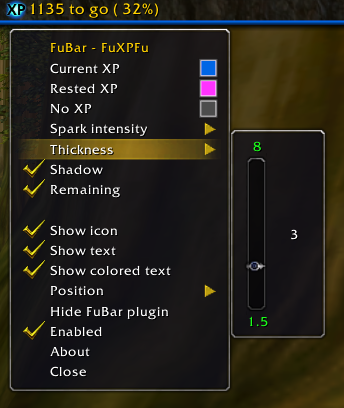 XP 1135 to go ( 32%)
FuBar - FuXPFu
Current XP
Rested XP
No XP
Spark intensity
Thickness
Shadow
Remaining
Show icon
Show text
Show colored text
Position
Hide FuBar plugin
Enabled
About
Close
8
3
1.5